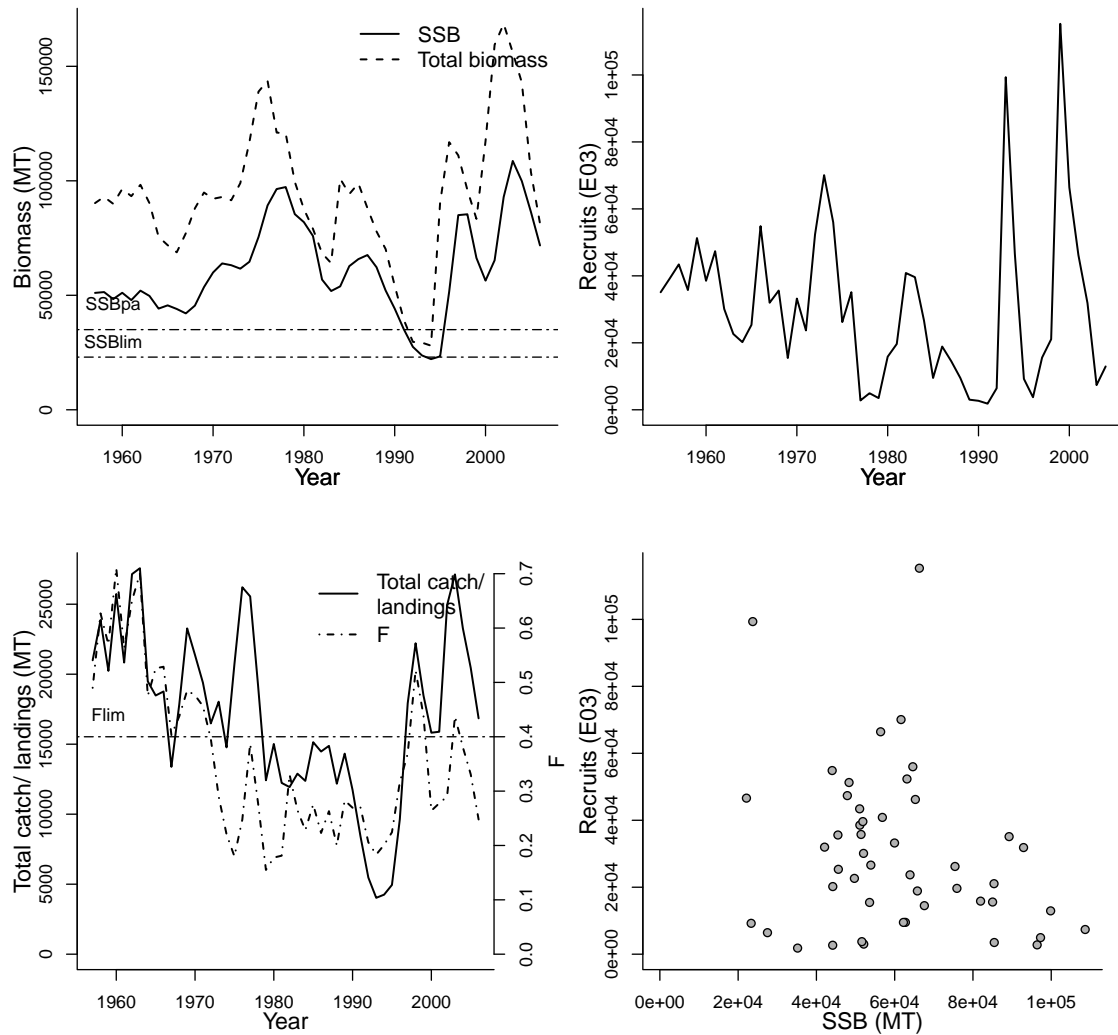 SSB
Total biomass
Biomass (MT)
0
50000
100000
150000
SSBpa
SSBlim
1960 1970 1980 1990 2000
Year
Recruits (E03)
0e+00 2e+04 4e+04 6e+04 8e+04 1e+05
1960 1970 1980 1990 2000
Year
Total catch/
landings
F
Total catch/ landings (MT)
0 5000 10000 15000 20000 25000
Flim
0.0 0.1 0.2 0.3 0.4 0.5 0.6 0.7
F
1960 1970 1980 1990 2000
Year
Recruits (E03)
0e+00 2e+04 4e+04 6e+04 8e+04 1e+05
0e+00 2e+04 4e+04 6e+04 8e+04 1e+05
SSB (MT)